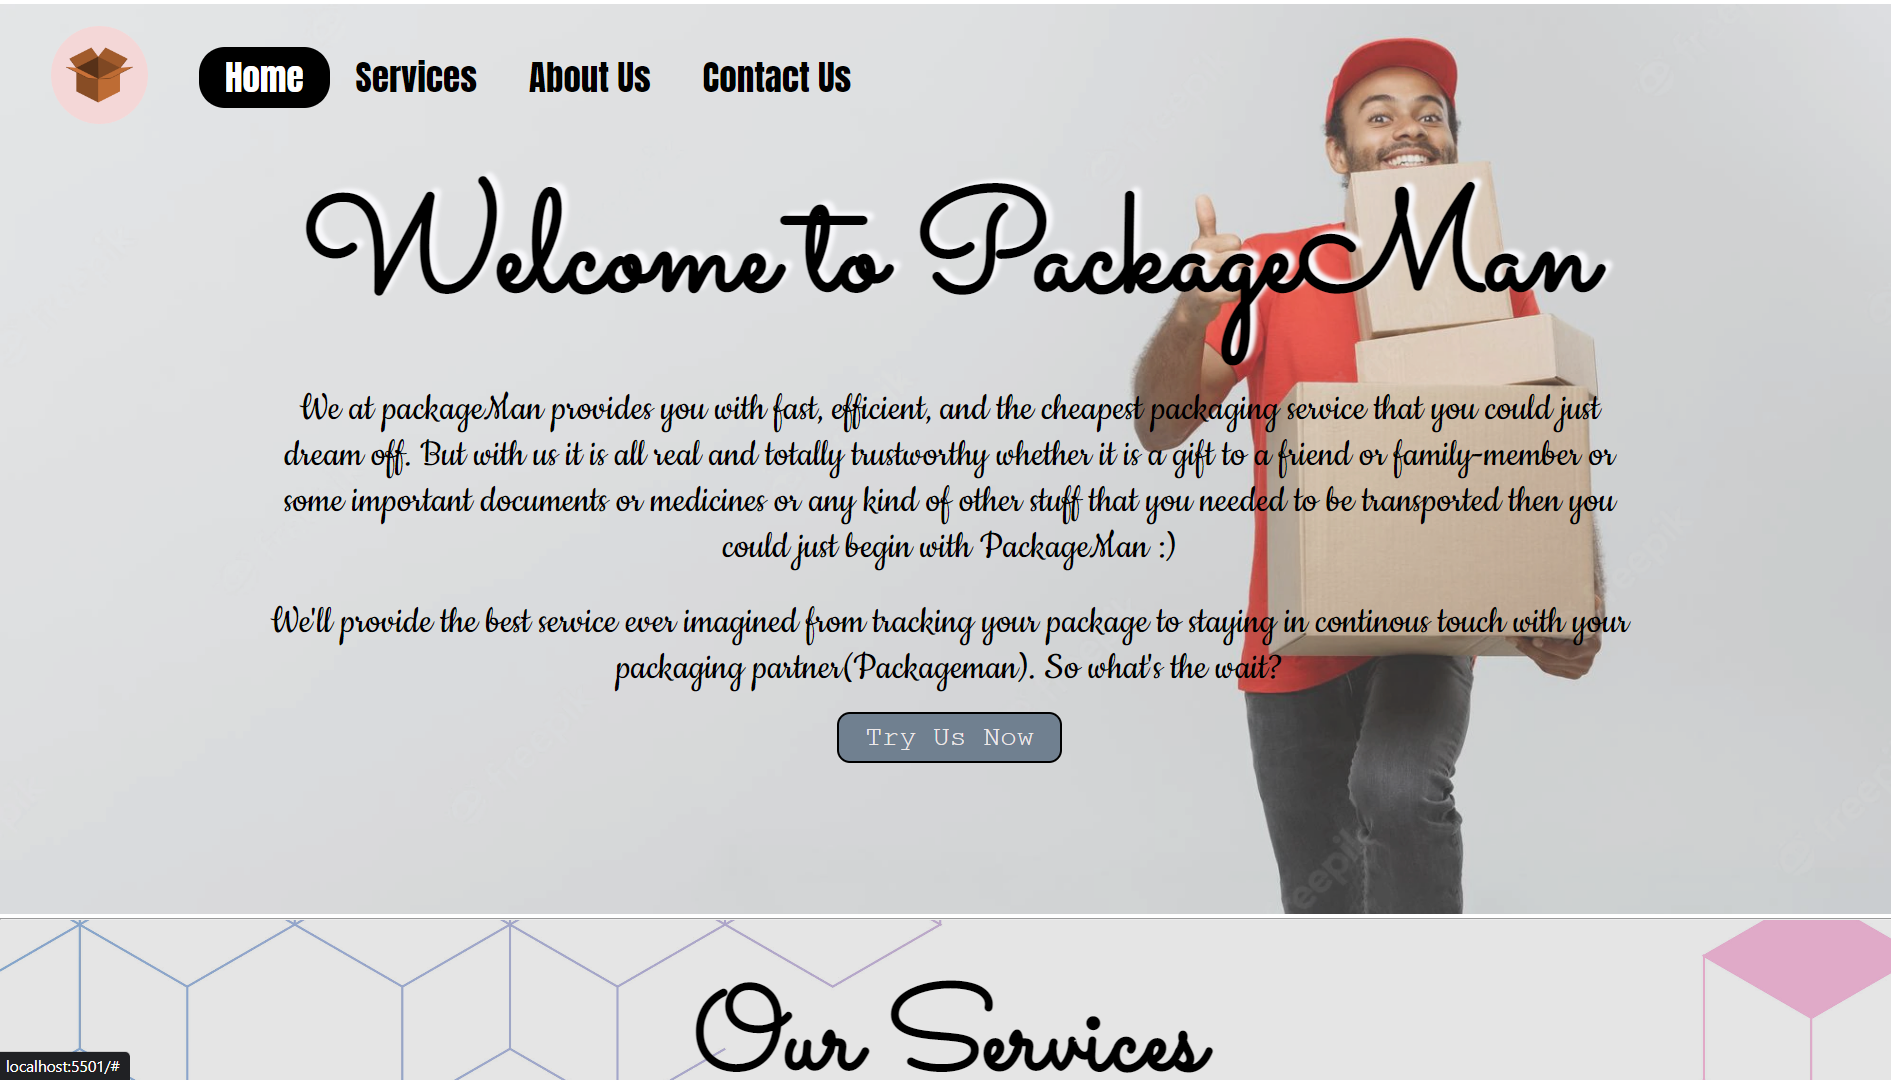 Home Services About Us Contact Us
Welcome to PackageMan
We at packageMan provides you with fast, efficient, and the cheapest packaging service that you could just
dream off. But with us it is all real and totally trustworthy whether it is a gift to a friend or family-member or
some important documents or medicines or any kind of other stuff that you needed to be transported then you
could just begin with PackageMan :)
We'll provide the best service ever imagined from tracking your package to staying in continous touch with your
packaging partner(Packageman). So what's the wait?
Try Us Now
freepik
Our Services
localhost:5501/#